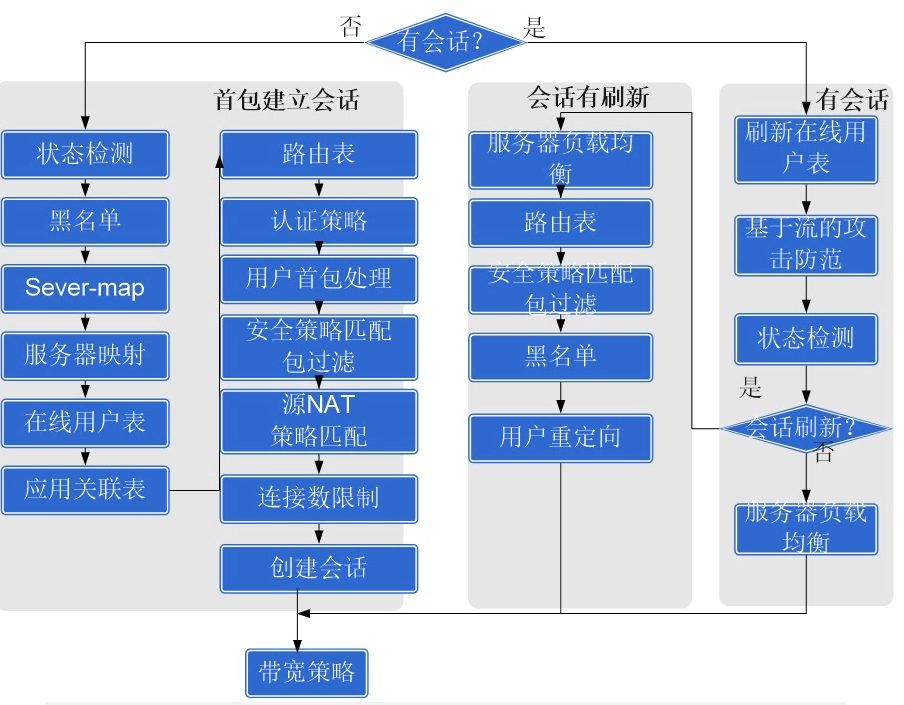 否
有会话?
是
首包建立会话
状态检测
黑名单
Sever-map
服务器映射
在线用户表
应用关联表
路由表
认证策略
用户首包处理
安全策略匹配
包过滤
源NAT
策略匹配
连接数限制
创建会话
带宽策略
会话有刷新
服务器负载均
衡
路由表
安全策略匹配
包过滤
黑名单
用户重定向
有会话
刷新在线用
户表
基于流的攻
击防范
状态检测
是
会话刷新?
否
服务器负载
均衡